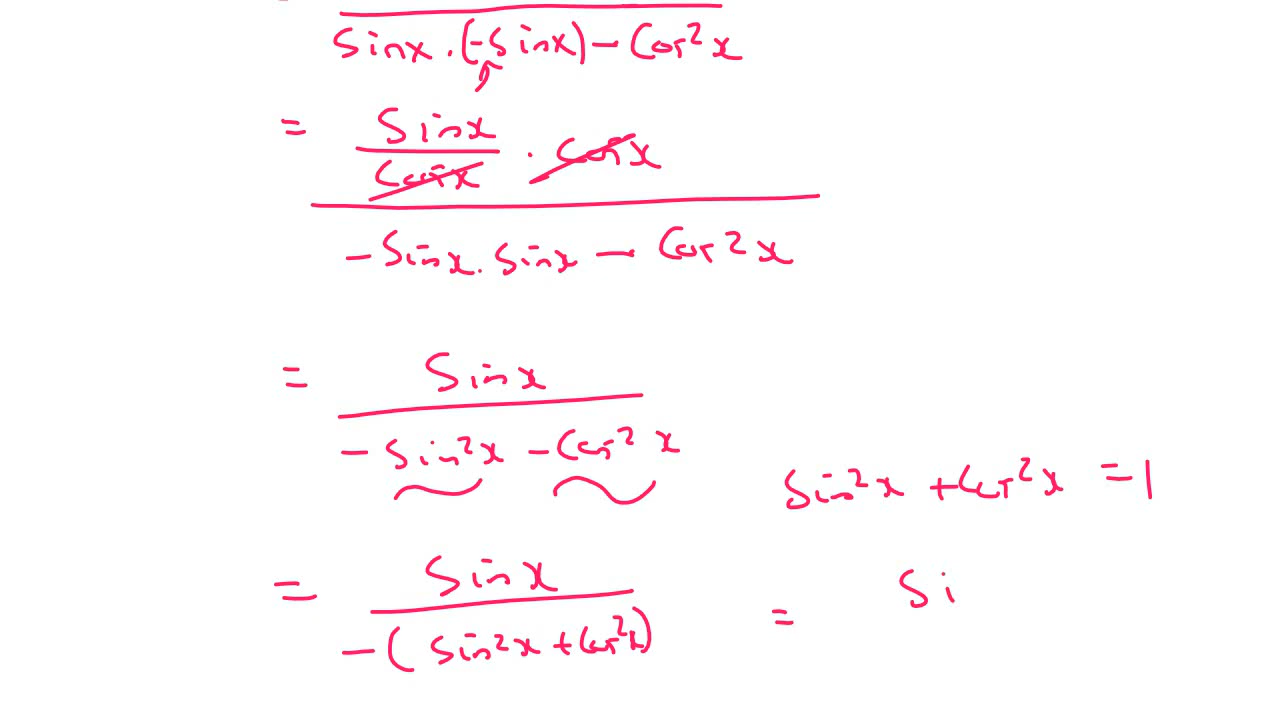 sinx . (-sinx) - cos²x
= sinx / cosx . cosx
-sinx . sinx - cos²x
= sinx
-sin²x - cos²x
sin²x + cos²x = 1
= sinx = Si
-(sin²x + cos²x)